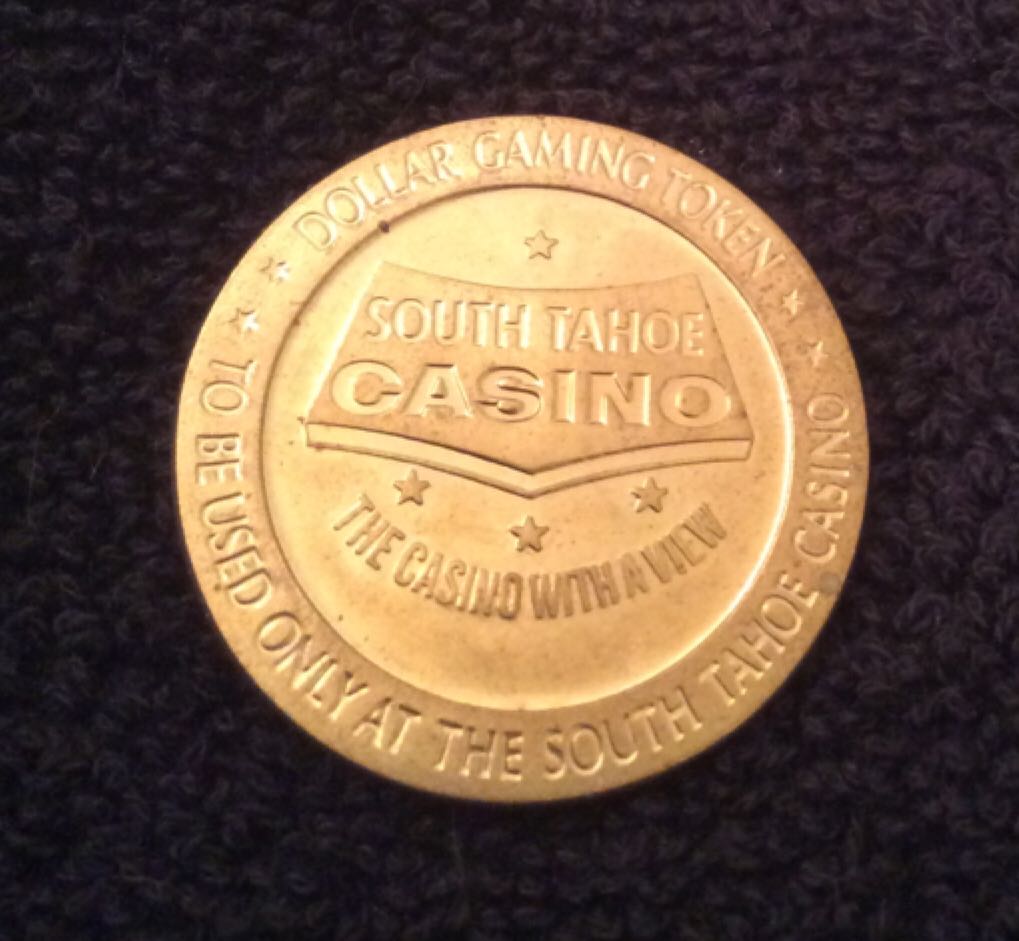 DOLLAR GAMING TOKEN
SOUTH TAHOE
CASINO
THE CASINO WITH A VIEW
TO BE USED ONLY AT THE SOUTH TAHOE CASINO